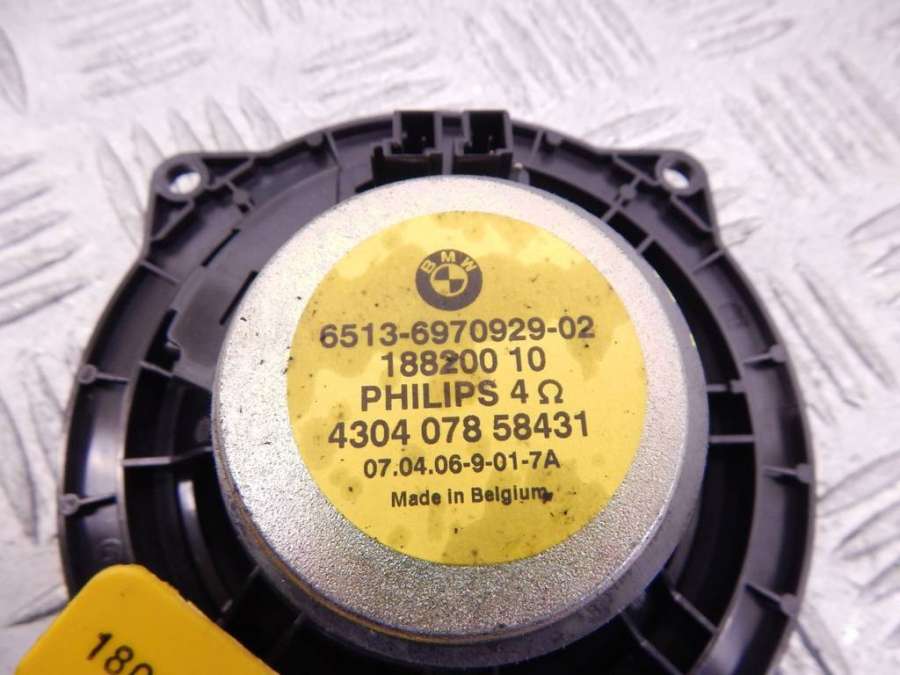 BMW
6513-6970929-02
188200 10
PHILIPS 4 Ω
4304 078 58431
07.04.06-9-01-7A
Made in Belgium
180